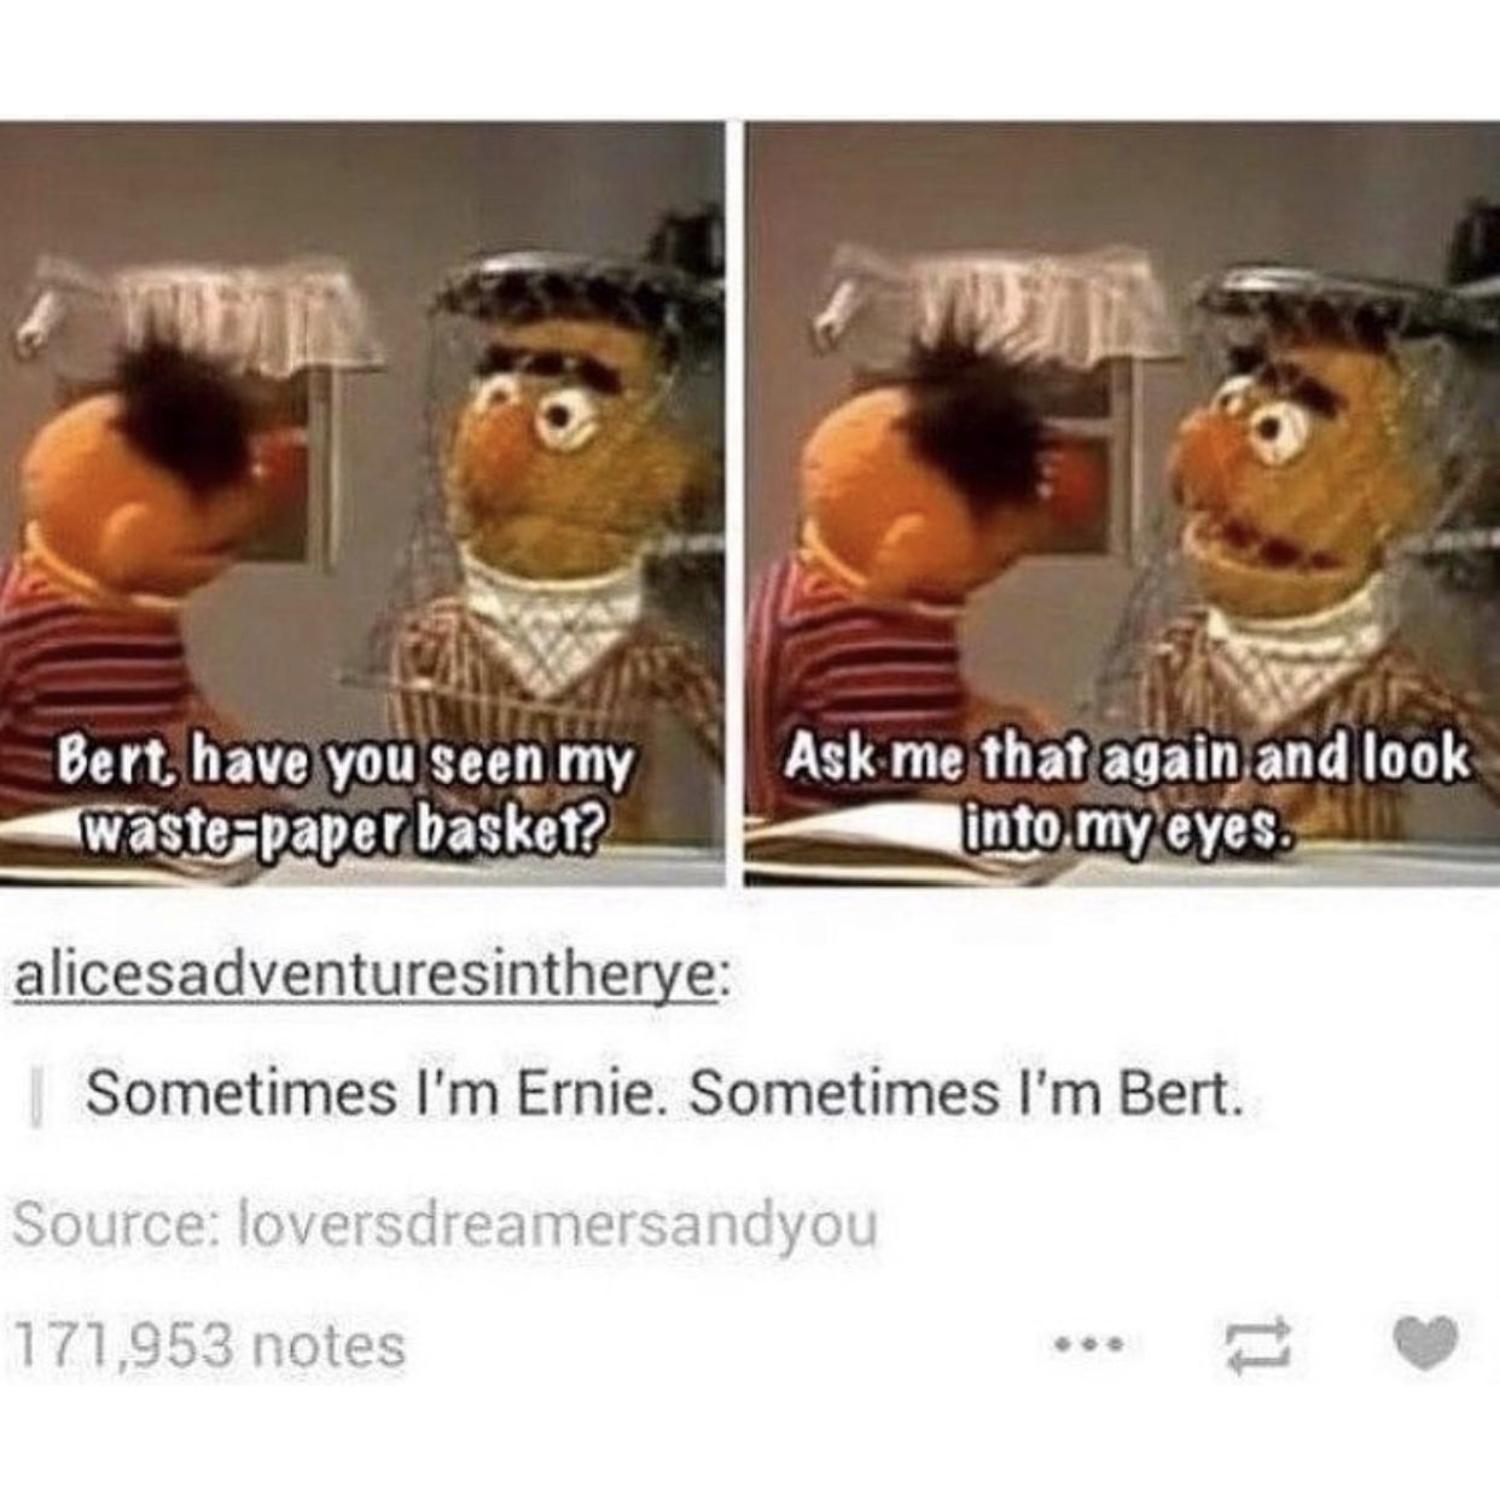 Bert, have you seen my
waste-paper basket?
Ask me that again and look
into my eyes.
alicesadventuresintherye:
Sometimes I'm Ernie. Sometimes I'm Bert.
Source: loversdreamersandyou
171,953 notes